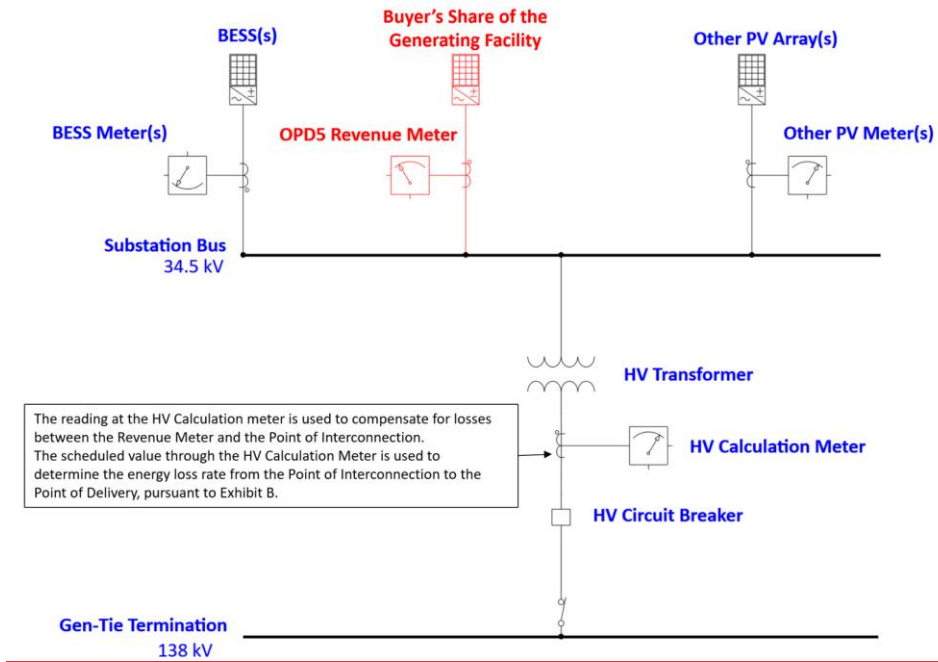 BESS(s)
Buyer's Share of the
Generating Facility
Other PV Array(s)
BESS Meter(s)
OPD5 Revenue Meter
Other PV Meter(s)
Substation Bus
34.5 kV
HV Transformer
The reading at the HV Calculation meter is used to compensate for losses
between the Revenue Meter and the Point of Interconnection.
The scheduled value through the HV Calculation Meter is used to
determine the energy loss rate from the Point of Interconnection to the
Point of Delivery, pursuant to Exhibit B.
HV Calculation Meter
HV Circuit Breaker
Gen-Tie Termination
138 kV